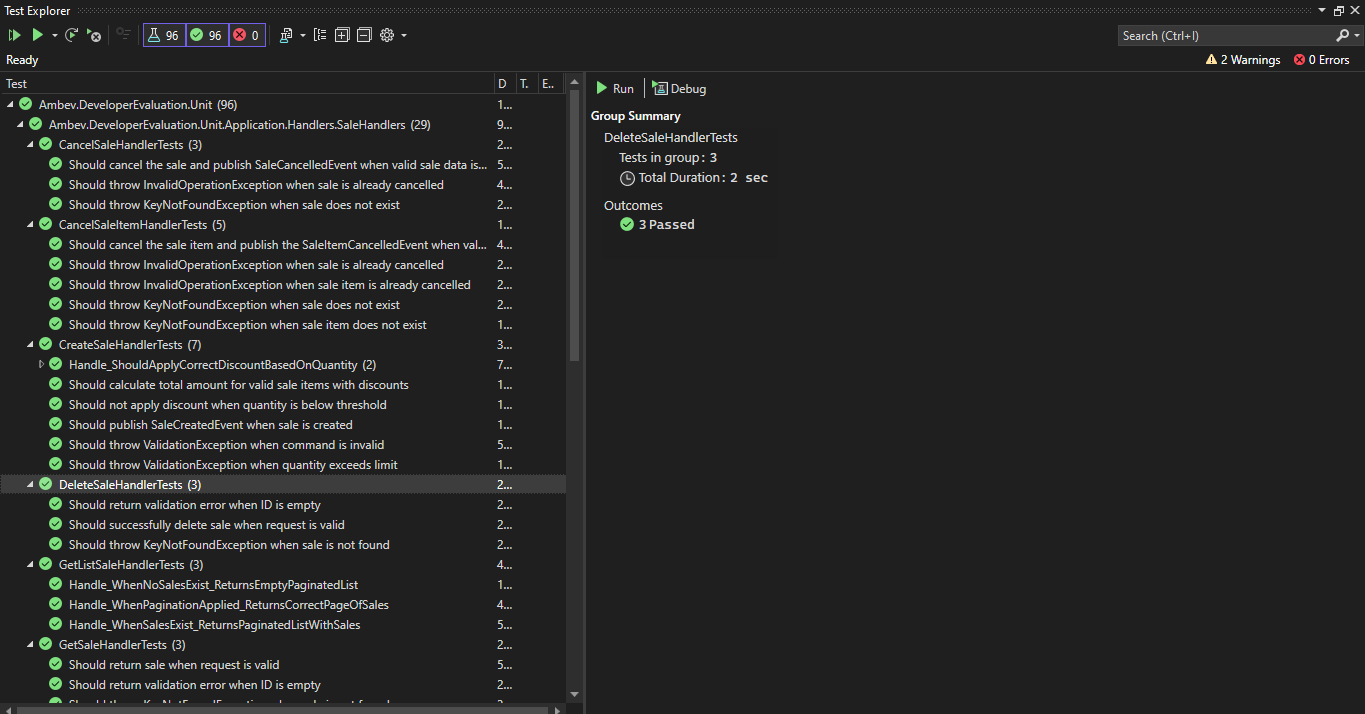 Test Explorer
96 96 0
Search (Ctrl+I)
Ready
2 Warnings 0 Errors
Test D T. E..
Ambev.DeveloperEvaluation.Unit (96) 1...
Ambev.DeveloperEvaluation.Unit.Application.Handlers.SaleHandlers (29) 9...
CancelSaleHandlerTests (3) 2...
Should cancel the sale and publish SaleCancelledEvent when valid sale data is... 5...
Should throw InvalidOperationException when sale is already cancelled 4...
Should throw KeyNotFoundException when sale does not exist 2...
CancelSaleItemHandlerTests (5) 1...
Should cancel the sale item and publish the SaleItemCancelledEvent when val... 4...
Should throw InvalidOperationException when sale is already cancelled 2...
Should throw InvalidOperationException when sale item is already cancelled 2...
Should throw KeyNotFoundException when sale does not exist 2...
Should throw KeyNotFoundException when sale item does not exist 1...
CreateSaleHandlerTests (7) 3...
Handle_ShouldApplyCorrectDiscountBasedOnQuantity (2) 7...
Should calculate total amount for valid sale items with discounts 1...
Should not apply discount when quantity is below threshold 1...
Should publish SaleCreatedEvent when sale is created 1...
Should throw ValidationException when command is invalid 5...
Should throw ValidationException when quantity exceeds limit 1...
DeleteSaleHandlerTests (3) 2...
Should return validation error when ID is empty 2...
Should successfully delete sale when request is valid 2...
Should throw KeyNotFoundException when sale is not found 2...
GetListSaleHandlerTests (3) 4...
Handle_WhenNoSalesExist_ReturnsEmptyPaginatedList 1...
Handle_WhenPaginationApplied_ReturnsCorrectPageOfSales 4...
Handle_WhenSalesExist_ReturnsPaginatedListWithSales 5...
GetSaleHandlerTests (3) 2...
Should return sale when request is valid 5...
Should return validation error when ID is empty 2...
Run Debug
Group Summary
DeleteSaleHandlerTests
Tests in group: 3
Total Duration: 2 sec
Outcomes
3 Passed